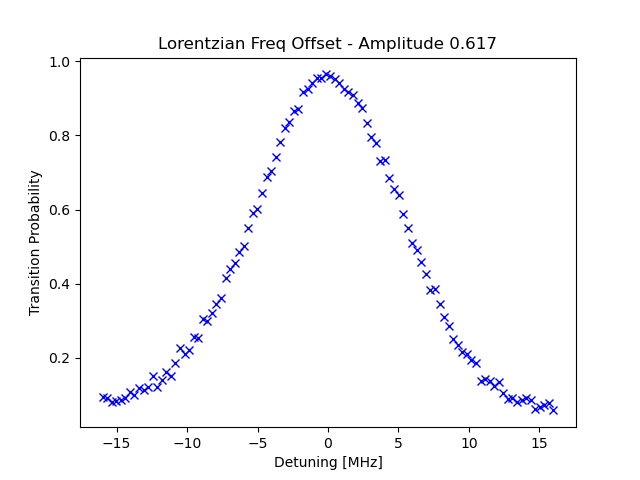 Lorentzian Freq Offset - Amplitude 0.617
Transition Probability
1.0
0.8
0.6
0.4
0.2
−15 −10 −5 0 5 10 15
Detuning [MHz]